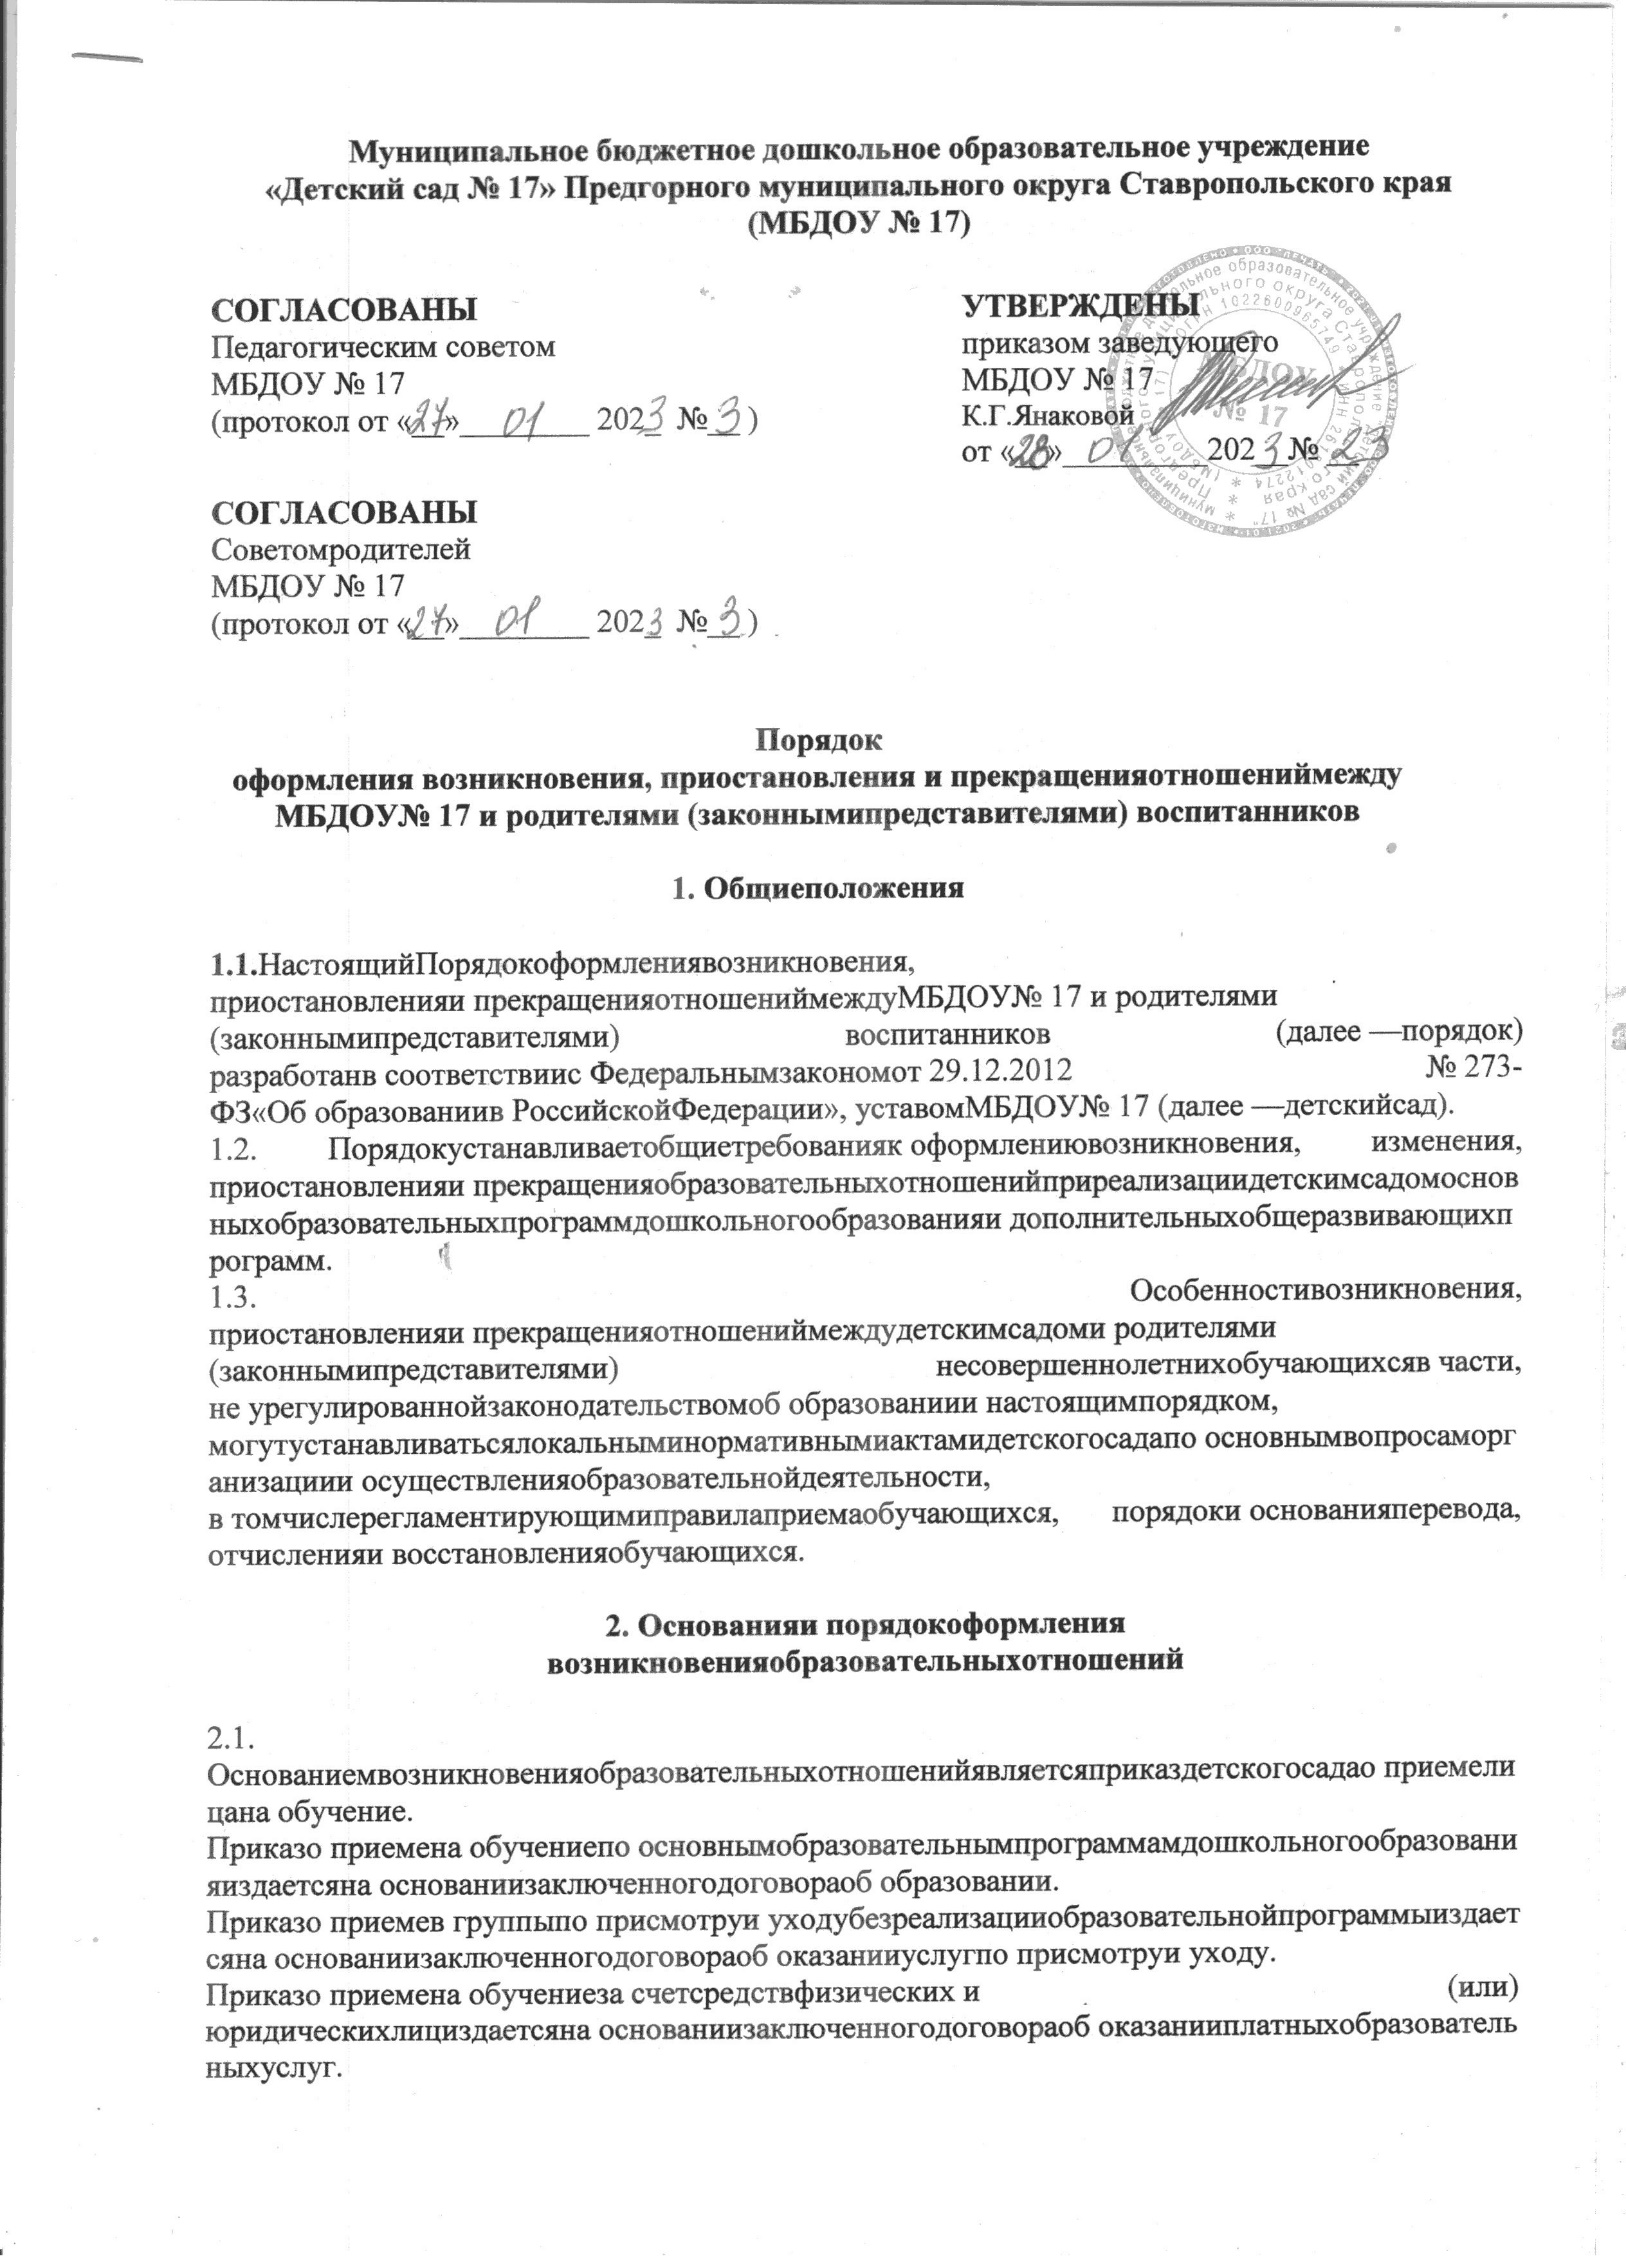 Муниципальное бюджетное дошкольное образовательное учреждение
«Детский сад № 17» Предгорного муниципального округа Ставропольского края
(МБДОУ № 17)
СОГЛАСОВАНЫ
Педагогическим советом
МБДОУ № 17
(протокол от «27» 01 2023 № 3 )
УТВЕРЖДЕНЫ
приказом заведующего
МБДОУ № 17
К.Г.Янаковой
от «28» 01 2023 № 23
МБДОУ
№ 17
СОГЛАСОВАНЫ
Советомродителей
МБДОУ № 17
(протокол от «27» 01 2023 № 3 )
Порядок
оформления возникновения, приостановления и прекращенияотношениймежду
МБДОУ№ 17 и родителями (законнымипредставителями) воспитанников
1. Общиеположения
1.1.НастоящийПорядокоформлениявозникновения,
приостановленияи прекращенияотношениймеждуМБДОУ№ 17 и родителями
(законнымипредставителями) воспитанников (далее —порядок)
разработанв соответствиис Федеральнымзакономот 29.12.2012 № 273-
ФЗ«Об образованиив РоссийскойФедерации», уставомМБДОУ№ 17 (далее —детскийсад).
1.2. Порядокустанавливаетобщиетребованияк оформлениювозникновения, изменения,
приостановленияи прекращенияобразовательныхотношенийприреализациидетскимсадомоснов
ныхобразовательныхпрограммдошкольногообразованияи дополнительныхобщеразвивающихп
рограмм.
1.3. Особенностивозникновения,
приостановленияи прекращенияотношениймеждудетскимсадоми родителями
(законнымипредставителями) несовершеннолетнихобучающихсяв части,
не урегулированнойзаконодательствомоб образованиии настоящимпорядком,
могутустанавливатьсялокальныминормативнымиактамидетскогосадапо основнымвопросаморг
анизациии осуществленияобразовательнойдеятельности,
в томчислерегламентирующимиправилаприемаобучающихся, порядоки основанияперевода,
отчисленияи восстановленияобучающихся.
2. Основанияи порядокоформления
возникновенияобразовательныхотношений
2.1.
Основаниемвозникновенияобразовательныхотношенийявляетсяприказдетскогосадао приемели
цана обучение.
Приказо приемена обучениепо основнымобразовательнымпрограммамдошкольногообразовани
яиздаетсяна основаниизаключенногодоговораоб образовании.
Приказо приемев группыпо присмотруи уходубезреализацииобразовательнойпрограммыиздает
сяна основаниизаключенногодоговораоб оказанииуслугпо присмотруи уходу.
Приказо приемена обучениеза счетсредствфизических и (или)
юридическихлициздаетсяна основаниизаключенногодоговораоб оказанииплатныхобразователь
ныхуслуг.